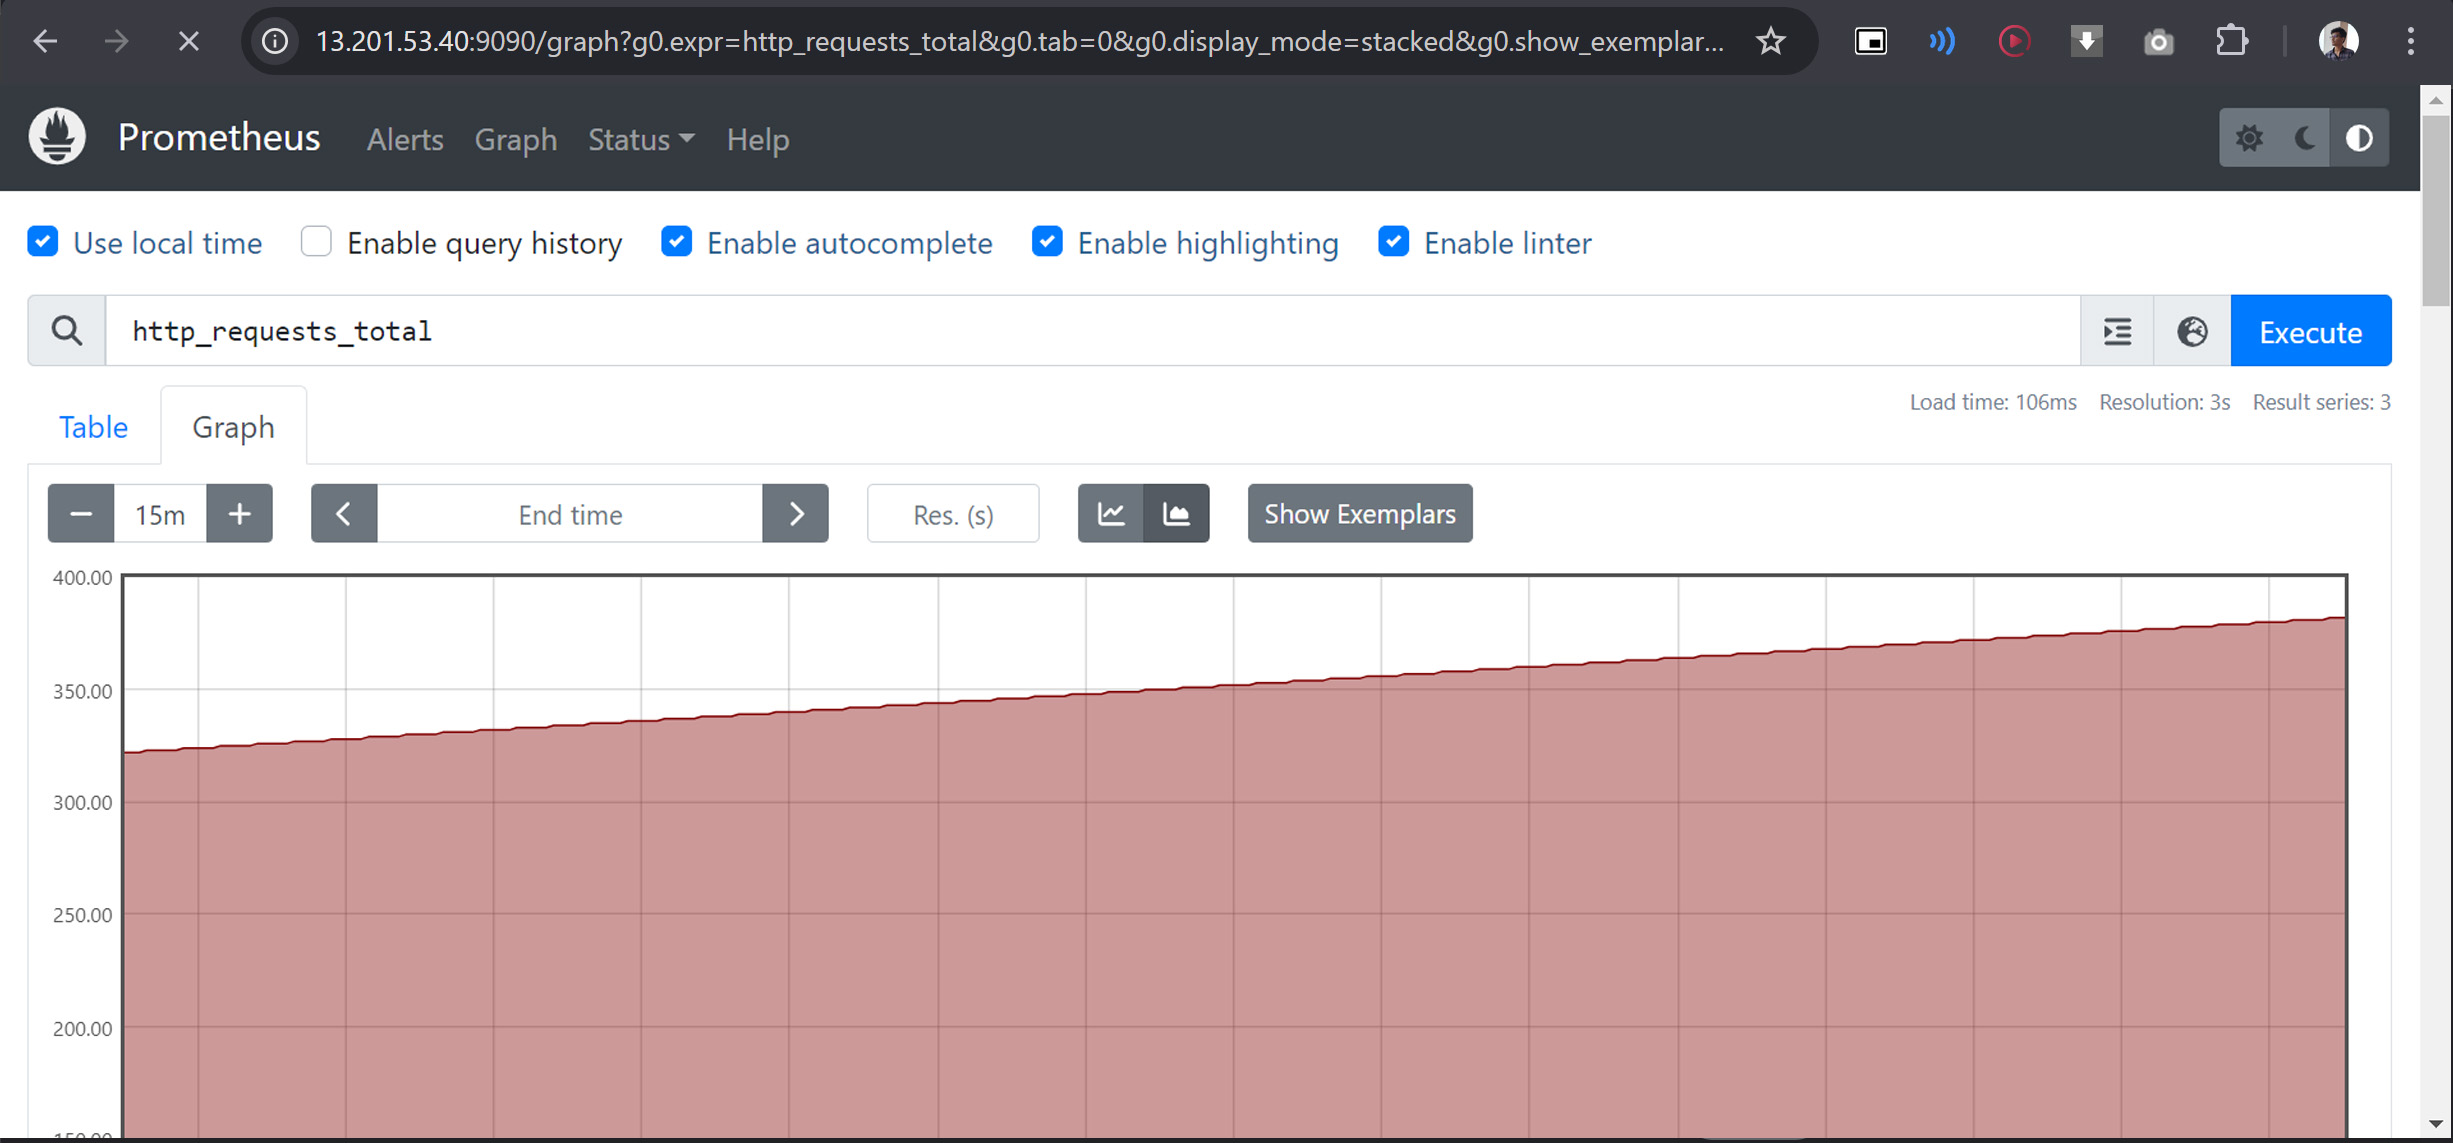 13.201.53.40:9090/graph?g0.expr=http_requests_total&g0.tab=0&g0.display_mode=stacked&g0.show_exemplar...
Prometheus Alerts Graph Status Help
Use local time Enable query history Enable autocomplete Enable highlighting Enable linter
http_requests_total Execute
Load time: 106ms Resolution: 3s Result series: 3
Table Graph
15m End time Res. (s) Show Exemplars
400.00
350.00
300.00
250.00
200.00
150.00